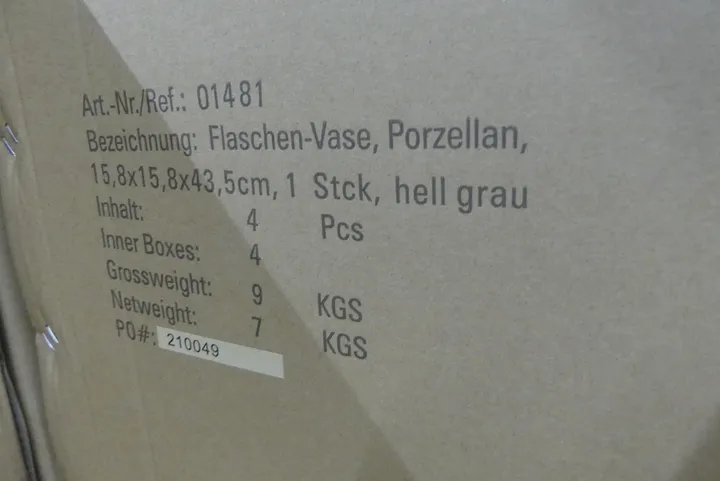 Art.-Nr./Ref.: 01481
Bezeichnung: Flaschen-Vase, Porzellan,
15,8x15,8x43,5cm, 1 Stck, hell grau
Inhalt: 4 Pcs
Inner Boxes: 4
Grossweight: 9 KGS
Netweight: 7 KGS
PO#: 210049